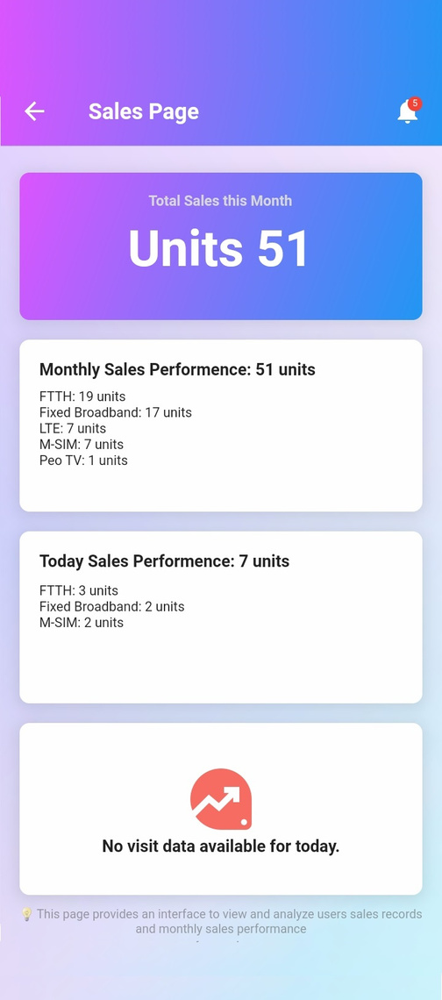 Sales Page
5
Total Sales this Month
Units 51
Monthly Sales Performence: 51 units
FTTH: 19 units
Fixed Broadband: 17 units
LTE: 7 units
M-SIM: 7 units
Peo TV: 1 units
Today Sales Performence: 7 units
FTTH: 3 units
Fixed Broadband: 2 units
M-SIM: 2 units
No visit data available for today.
💡 This page provides an interface to view and analyze users sales records
and monthly sales performance